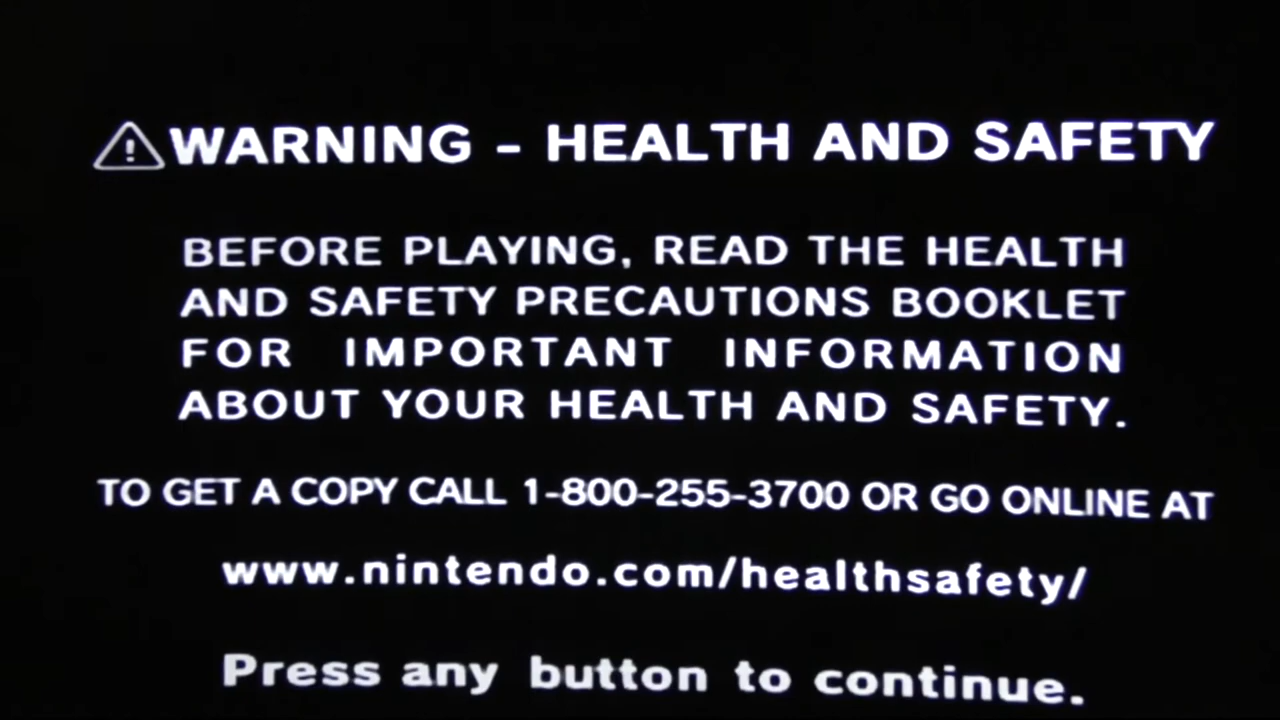 WARNING - HEALTH AND SAFETY
BEFORE PLAYING, READ THE HEALTH
AND SAFETY PRECAUTIONS BOOKLET
FOR IMPORTANT INFORMATION
ABOUT YOUR HEALTH AND SAFETY.
TO GET A COPY CALL 1-800-255-3700 OR GO ONLINE AT
www.nintendo.com/healthsafety/
Press any button to continue.